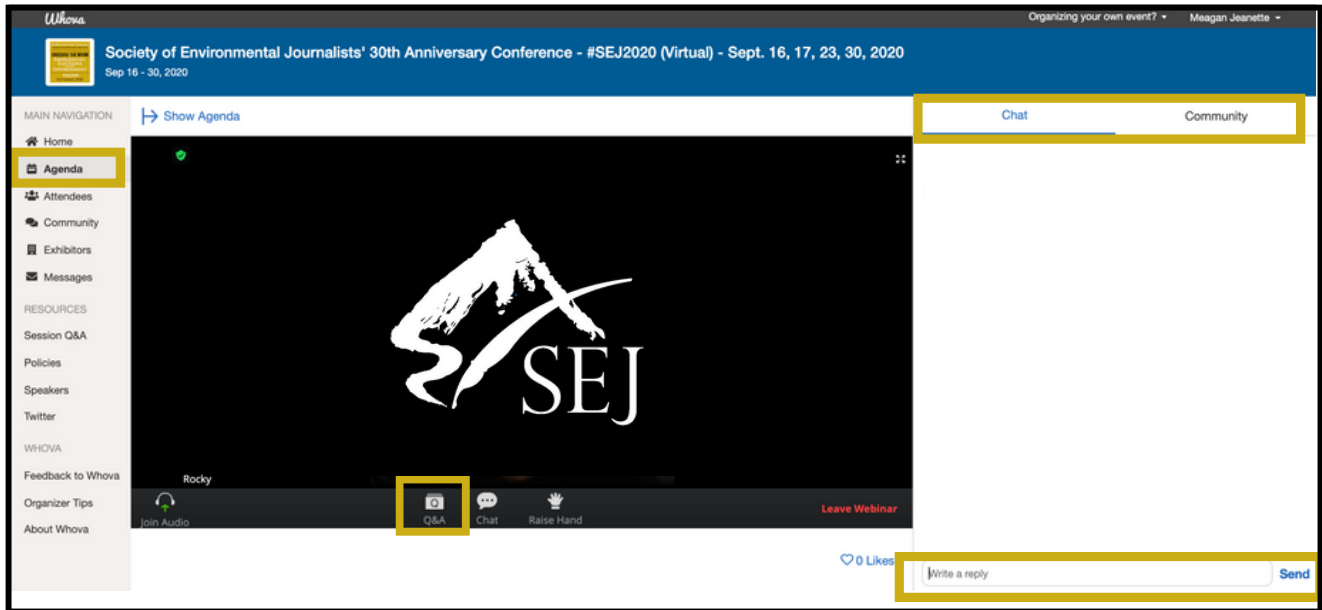 Whova
Organizing your own event?
Meagan Jeanette
Society of Environmental Journalists' 30th Anniversary Conference - #SEJ2020 (Virtual) - Sept. 16, 17, 23, 30, 2020
Sep 16 - 30, 2020
MAIN NAVIGATION
Home
Agenda
Attendees
Community
Exhibitors
Messages
RESOURCES
Session Q&A
Policies
Speakers
Twitter
WHOVA
Feedback to Whova
Organizer Tips
About Whova
Show Agenda
SEJ
Rocky
Join Audio
Q&A
Chat
Raise Hand
Leave Webinar
0 Likes
Chat
Community
Write a reply
Send